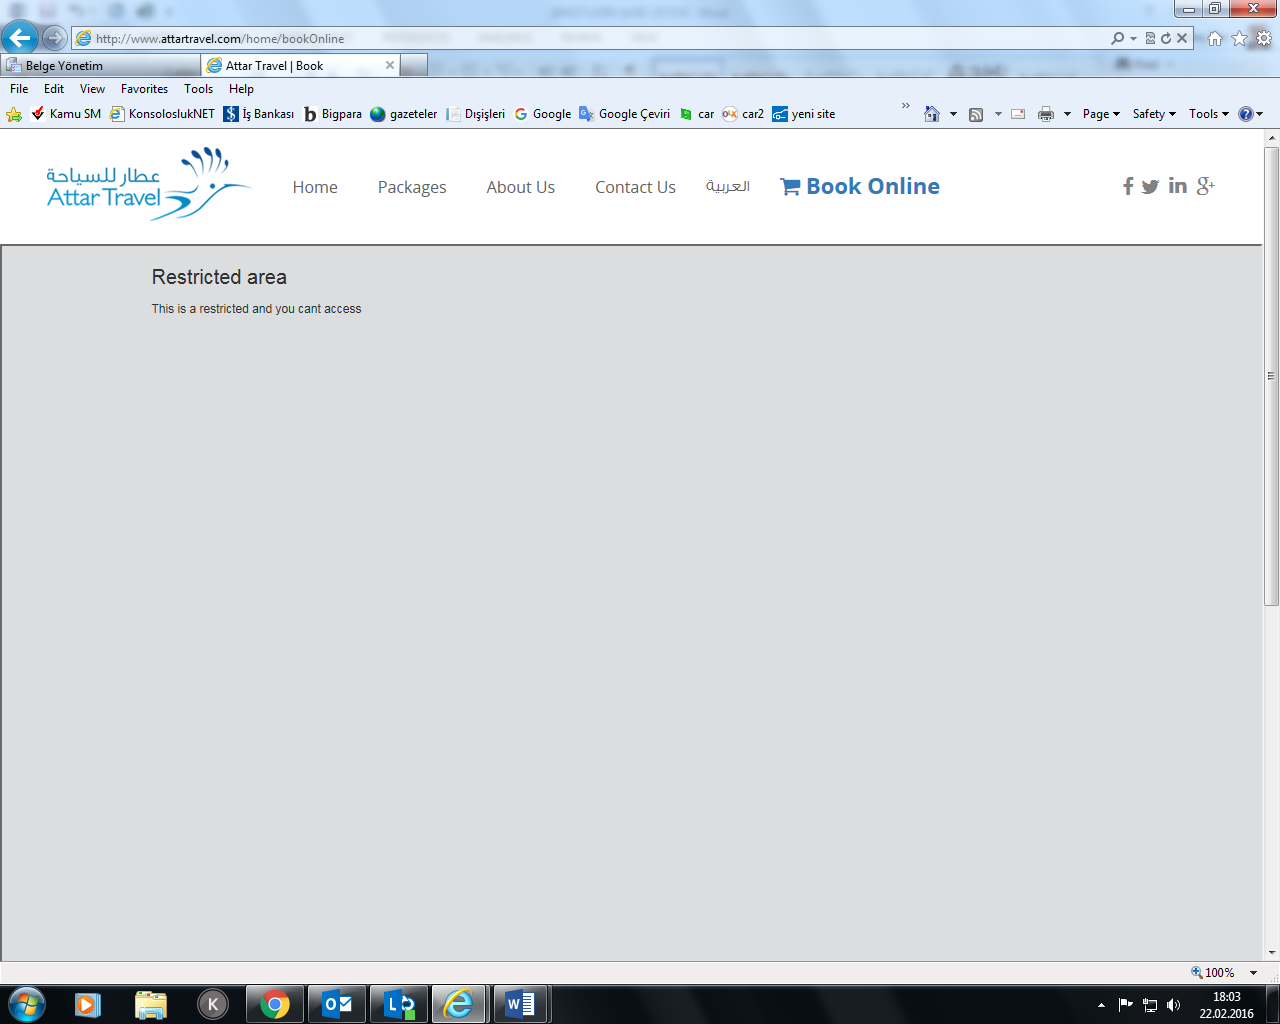 http://www.attartravel.com/home/bookOnline
Belge Yönetim
Attar Travel | Book
File Edit View Favorites Tools Help
Kamu SM KonsoloslukNET İş Bankası Bigpara gazeteler Dışişleri Google Google Çeviri car car2 yeni site
Page Safety Tools
عطار للسياحة
Attar Travel
Home Packages About Us Contact Us العربية Book Online
Restricted area
This is a restricted and you cant access
100%
18:03
22.02.2016